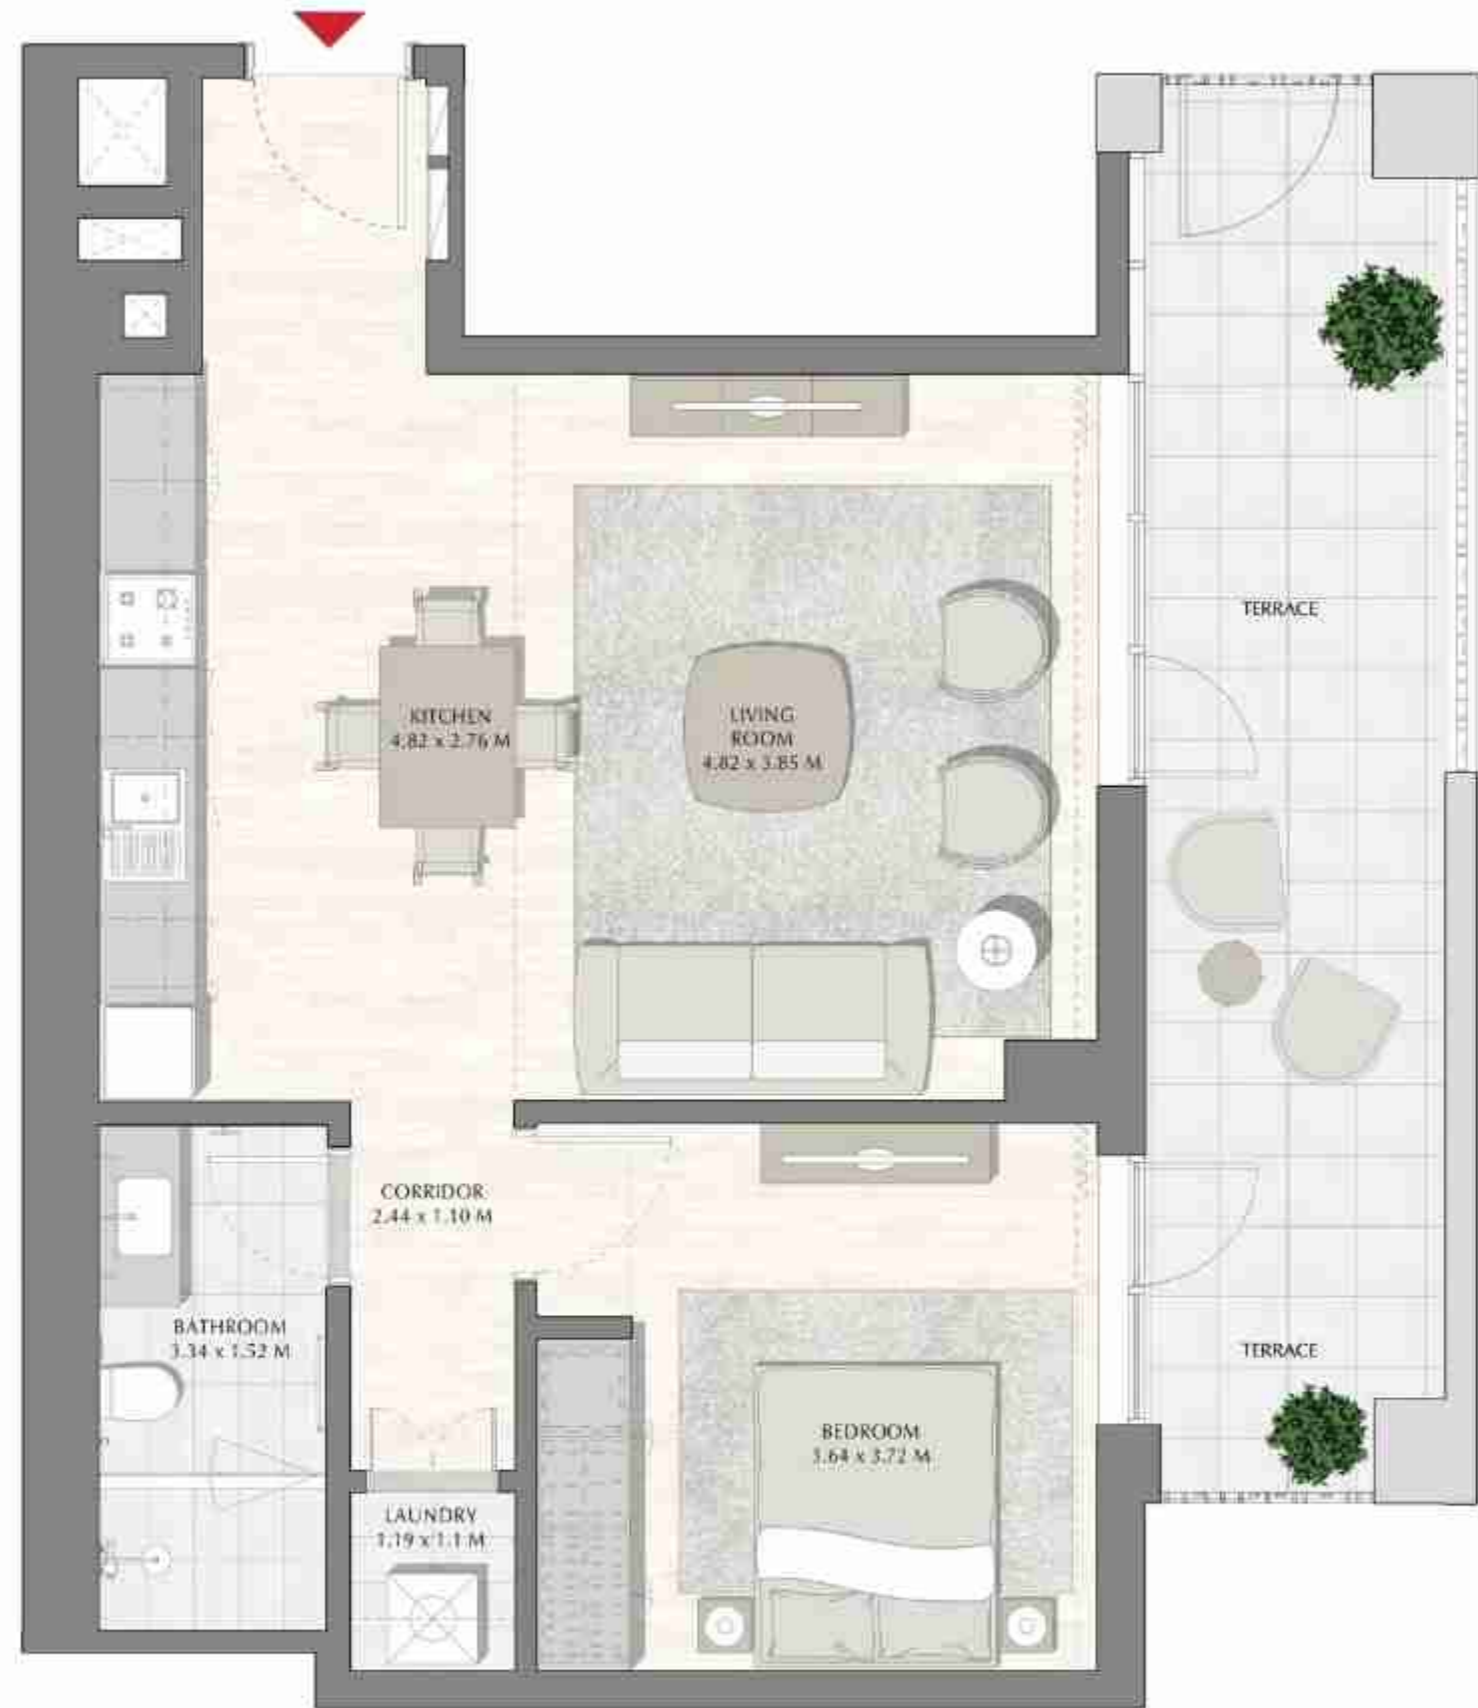 TERRACE
KITCHEN
4.82 x 2.76 M
LIVING
ROOM
4.82 x 3.85 M
CORRIDOR
2.44 x 1.10 M
BATHROOM
3.34 x 1.52 M
TERRACE
BEDROOM
3.64 x 3.72 M
LAUNDRY
1.19 x 1.1 M